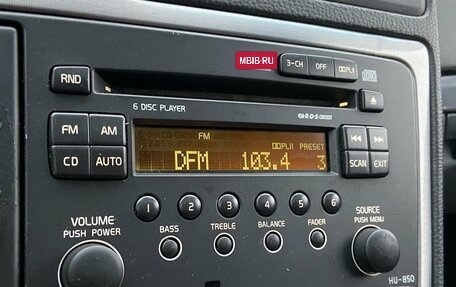 MBIB.RU
3-CH OFF DDPLII
RND
6 DISC PLAYER
R·D·S
FM AM
FM
DDPLII PRESET
CD AUTO
DFM 103.4 3
SCAN EXIT
1 2 3 4 5 6
VOLUME
PUSH POWER
BASS TREBLE BALANCE FADER
SOURCE
PUSH MENU
HU-850